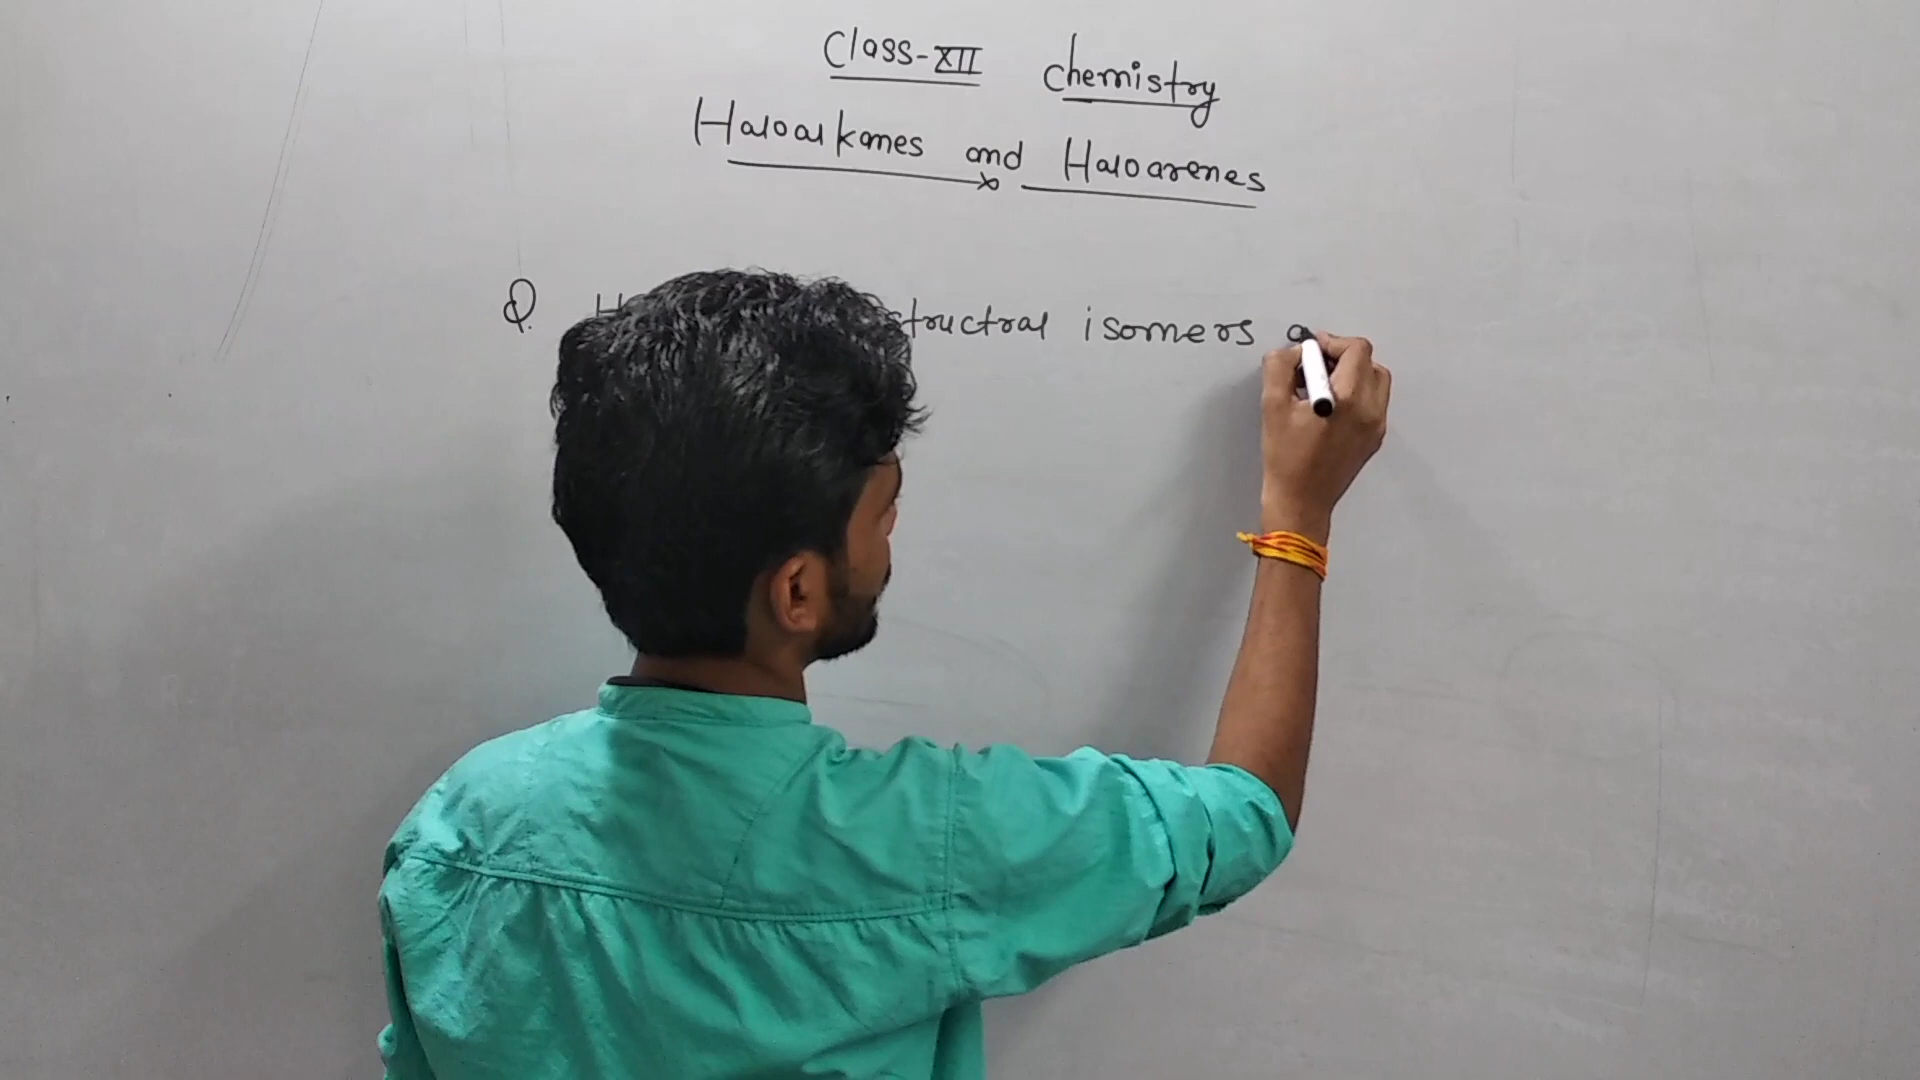 Class-XII Chemistry
Haloalkanes and Haloarenes
Q. structral isomers